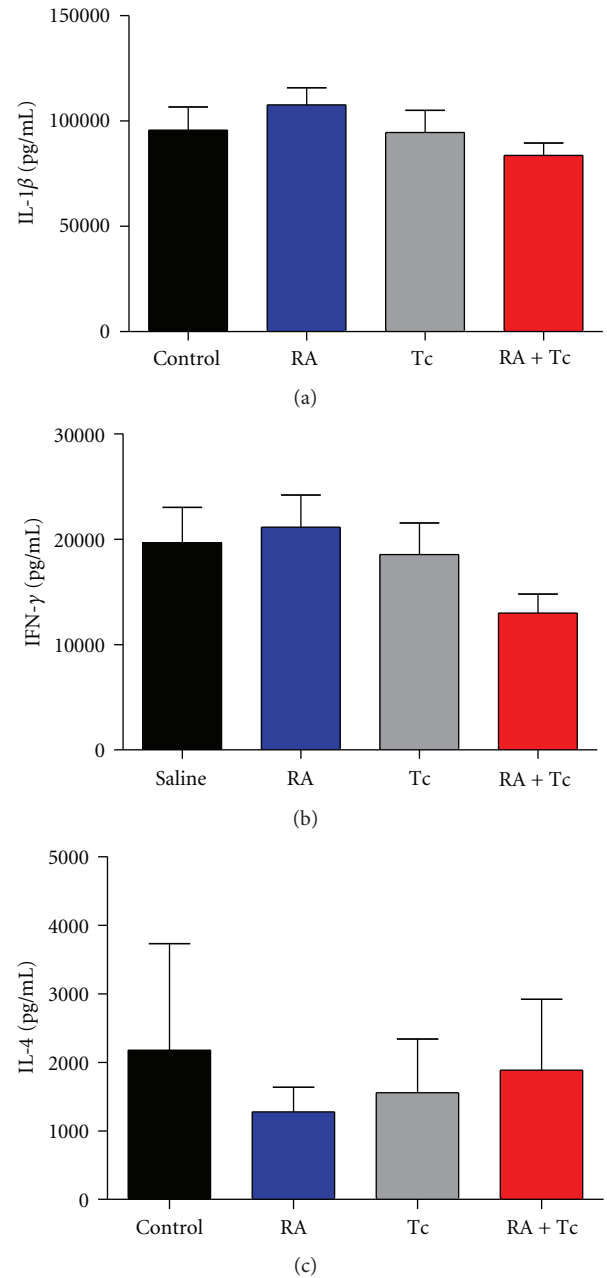 150000
100000
50000
0
IL-1β (pg/mL)
Control RA Tc RA + Tc
(a)
30000
20000
10000
0
IFN-γ (pg/mL)
Saline RA Tc RA + Tc
(b)
5000
4000
3000
2000
1000
0
IL-4 (pg/mL)
Control RA Tc RA + Tc
(c)